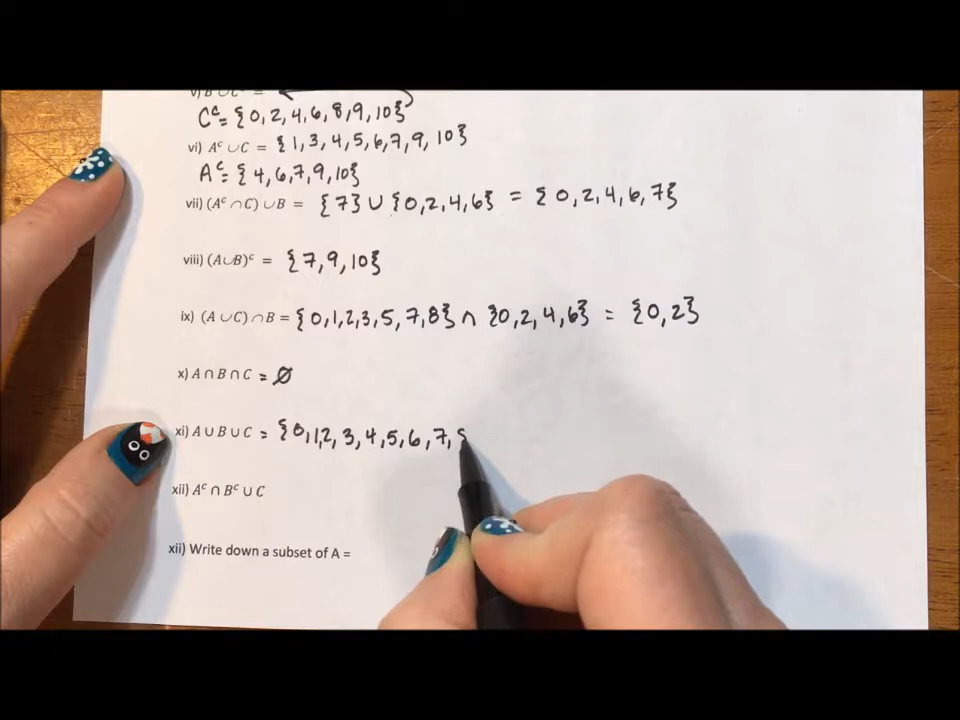 v) B ∪ Cᶜ =
Cᶜ = {0, 2, 4, 6, 8, 9, 10}
vi) Aᶜ ∪ C = {1, 3, 4, 5, 6, 7, 9, 10}
Aᶜ = {4, 6, 7, 9, 10}
vii) (Aᶜ ∩ C) ∪ B = {7} ∪ {0, 2, 4, 6} = {0, 2, 4, 6, 7}
viii) (A∪B)ᶜ = {7, 9, 10}
ix) (A ∪ C) ∩ B = {0, 1, 2, 3, 5, 7, 8} ∩ {0, 2, 4, 6} = {0, 2}
x) A ∩ B ∩ C = Ø
xi) A ∪ B ∪ C = {0, 1, 2, 3, 4, 5, 6, 7,
xii) Aᶜ ∩ Bᶜ ∪ C
xii) Write down a subset of A =